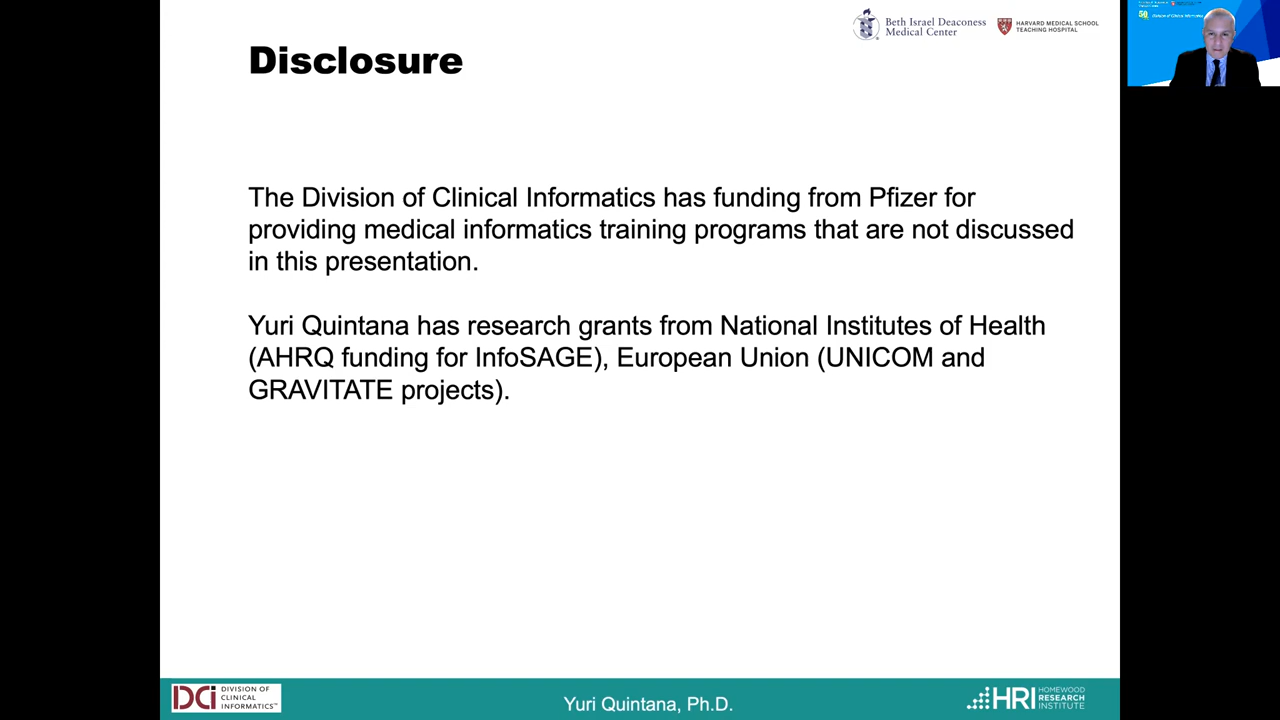 Beth Israel Deaconess
Medical Center
HARVARD MEDICAL SCHOOL
TEACHING HOSPITAL
50
Disclosure
The Division of Clinical Informatics has funding from Pfizer for
providing medical informatics training programs that are not discussed
in this presentation.
Yuri Quintana has research grants from National Institutes of Health
(AHRQ funding for InfoSAGE), European Union (UNICOM and
GRAVITATE projects).
DCi
DIVISION OF
CLINICAL
INFORMATICS™
Yuri Quintana, Ph.D.
HRI
HOMEWOOD
RESEARCH
INSTITUTE